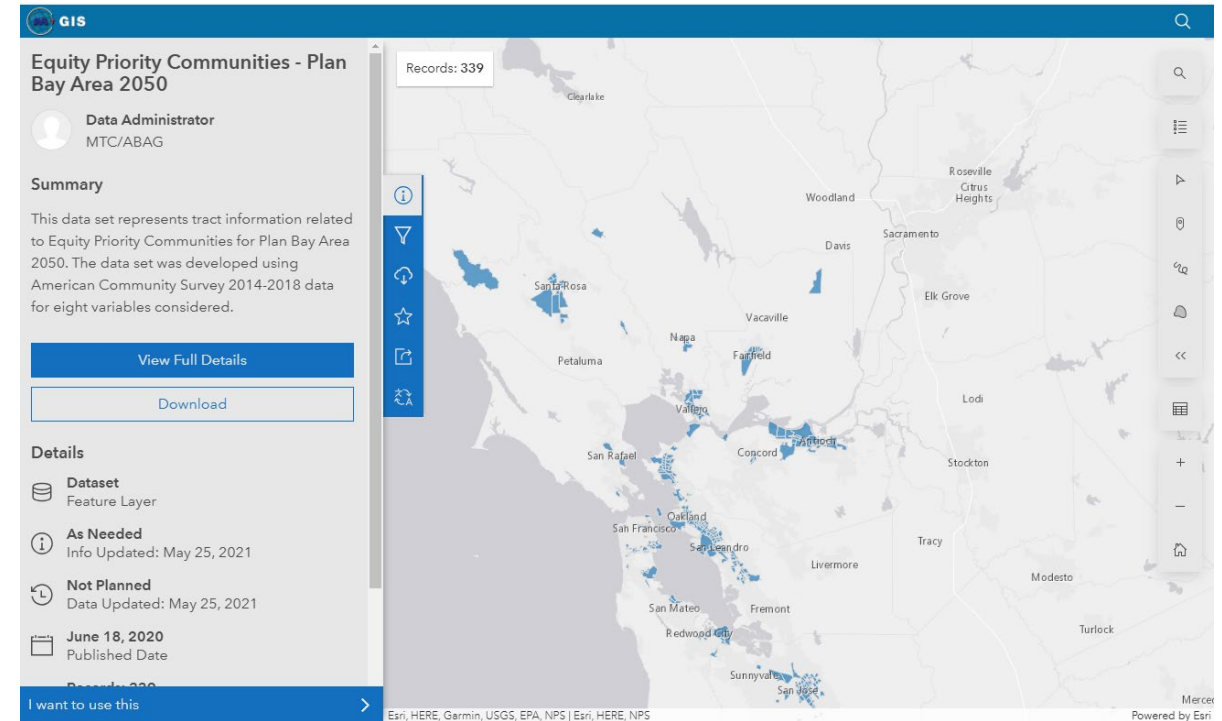 GIS
Equity Priority Communities - Plan
Bay Area 2050
Data Administrator
MTC/ABAG
Summary
This data set represents tract information related
to Equity Priority Communities for Plan Bay Area
2050. The data set was developed using
American Community Survey 2014-2018 data
for eight variables considered.
View Full Details
Download
Details
Dataset
Feature Layer
As Needed
Info Updated: May 25, 2021
Not Planned
Data Updated: May 25, 2021
June 18, 2020
Published Date
Records: 339
I want to use this
Records: 339
Clearlake
Roseville
Citrus
Heights
Woodland
Sacramento
Davis
Santa Rosa
Elk Grove
Vacaville
Napa
Fairfield
Petaluma
Lodi
Vallejo
Antioch
San Rafael
Concord
Stockton
Oakland
San Francisco
San Leandro
Tracy
Livermore
Modesto
San Mateo
Fremont
Redwood City
Turlock
Sunnyvale
San Jose
Merced
Esri, HERE, Garmin, USGS, EPA, NPS | Esri, HERE, NPS
Powered by Esri